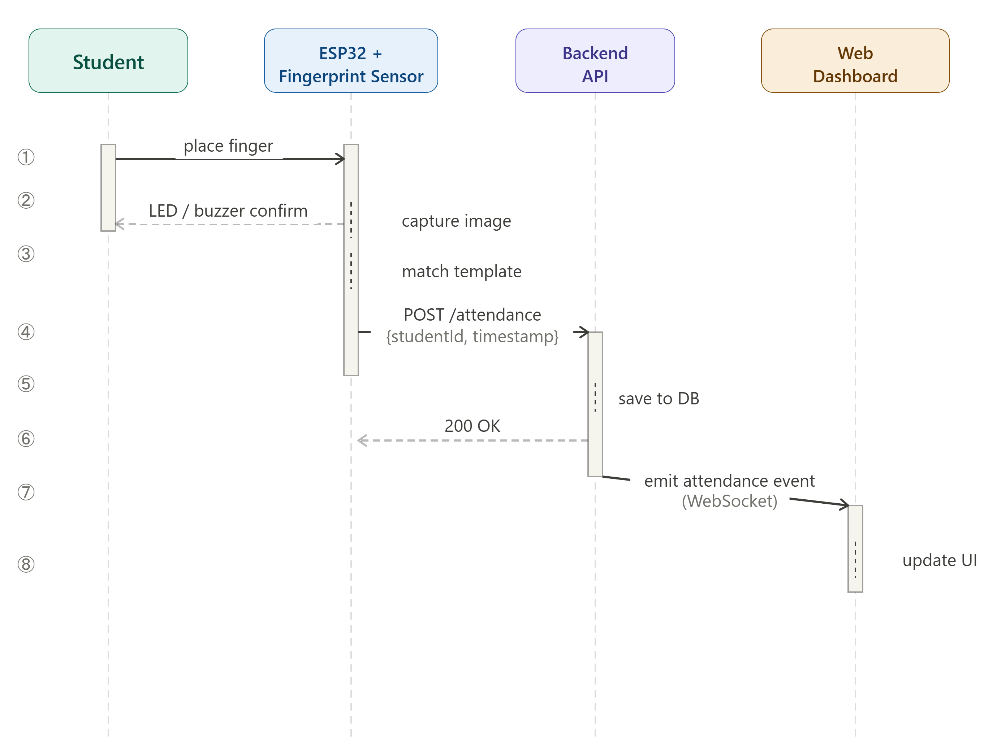 Student
ESP32 +
Fingerprint Sensor
Backend
API
Web
Dashboard
① place finger
② LED / buzzer confirm
capture image
③
match template
④ POST /attendance
{studentId, timestamp}
⑤ save to DB
⑥ 200 OK
⑦ emit attendance event
(WebSocket)
⑧ update UI